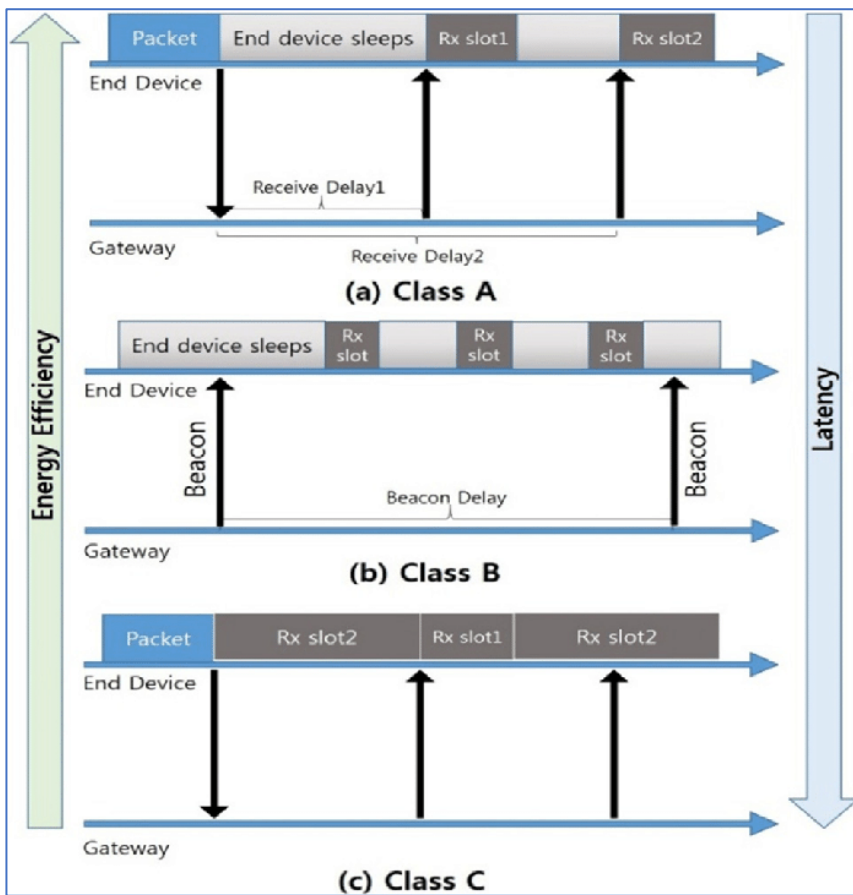 Packet
End device sleeps
Rx slot1
Rx slot2
End Device
Receive Delay1
Gateway
Receive Delay2
(a) Class A
End device sleeps
Rx
slot
Rx
slot
Rx
slot
End Device
Beacon
Beacon
Beacon Delay
Gateway
(b) Class B
Energy Efficiency
Latency
Packet
Rx slot2
Rx slot1
Rx slot2
End Device
Gateway
(c) Class C